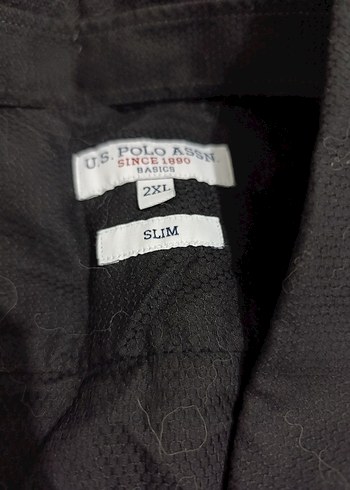 U.S. POLO ASSN.
SINCE 1890
BASICS
2XL
SLIM